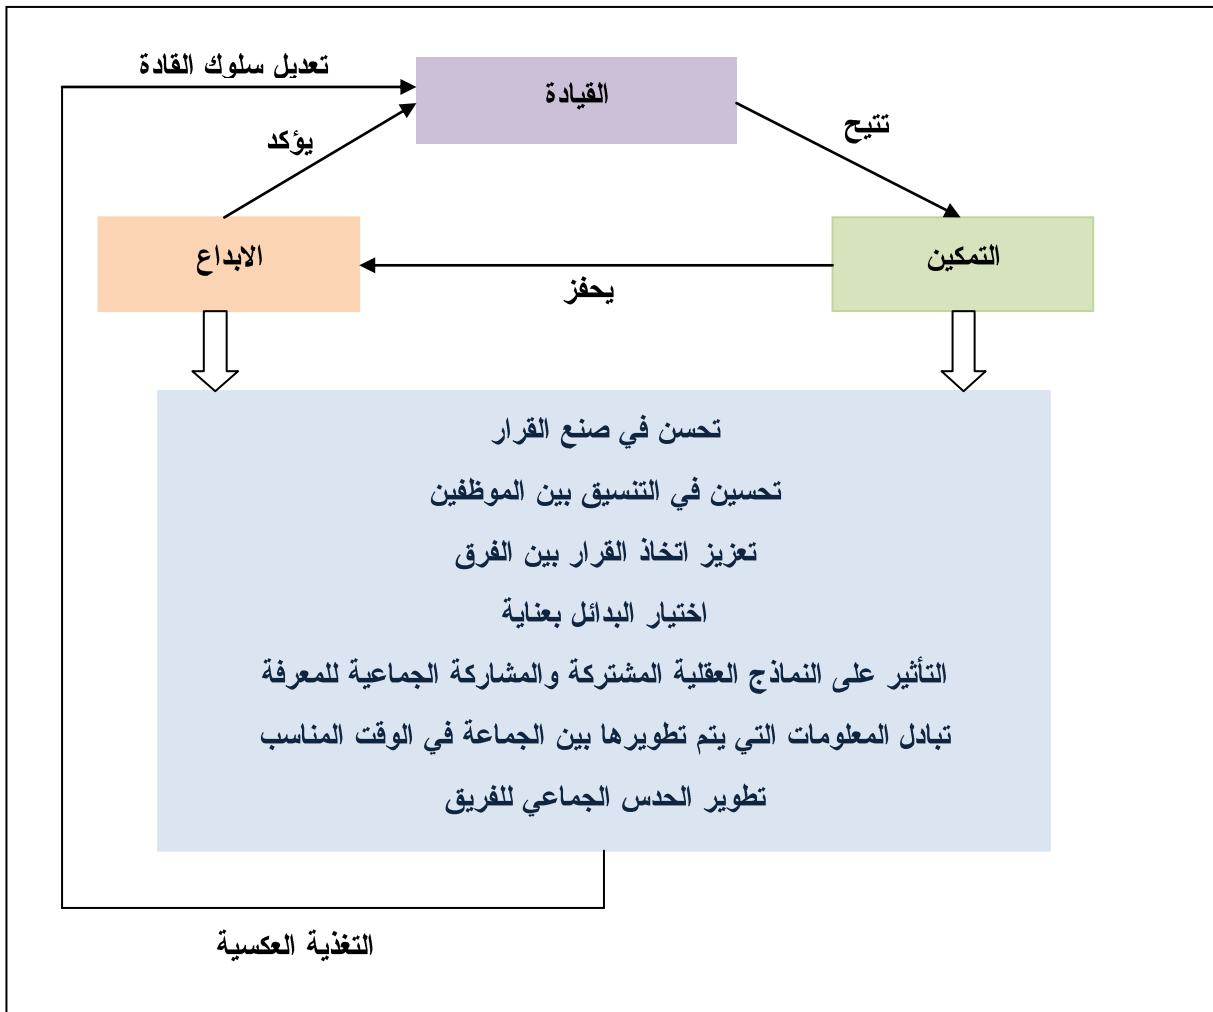 تعديل سلوك القادة
القيادة
تتيح
يؤكد
التمكين
الابداع
يحفز
تحسن في صنع القرار
تحسين في التنسيق بين الموظفين
تعزيز اتخاذ القرار بين الفرق
اختيار البدائل بعناية
التأثير على النماذج العقلية المشتركة والمشاركة الجماعية للمعرفة
تبادل المعلومات التي يتم تطويرها بين الجماعة في الوقت المناسب
تطوير الحدس الجماعي للفريق
التغذية العكسية